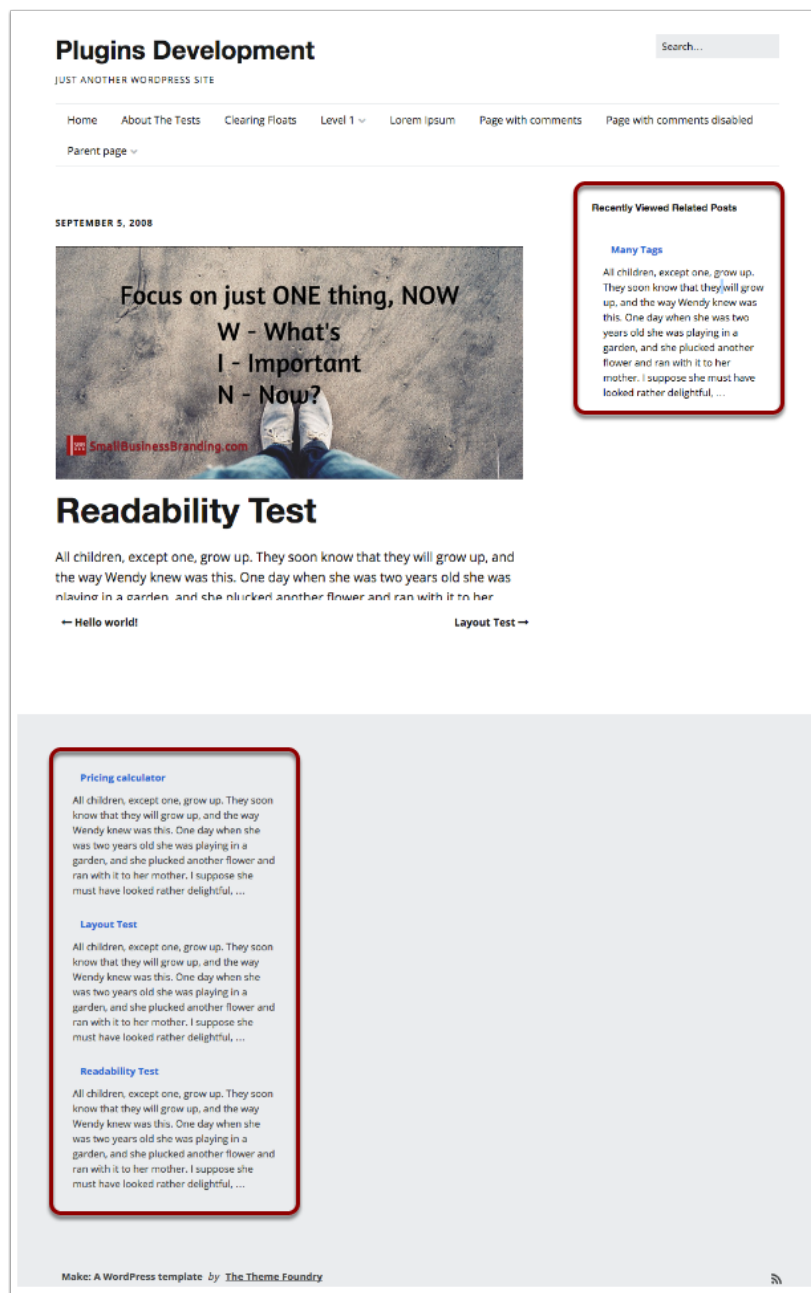 Plugins Development
Search...
JUST ANOTHER WORDPRESS SITE
Home About The Tests Clearing Floats Level 1 Lorem Ipsum Page with comments Page with comments disabled
Parent page
SEPTEMBER 5, 2008
Focus on just ONE thing, NOW
W - What's
I - Important
N - Now?
SmallBusinessBranding.com
Readability Test
All children, except one, grow up. They soon know that they will grow up, and
the way Wendy knew was this. One day when she was two years old she was
playing in a garden, and she plucked another flower and ran with it to her
← Hello world!
Layout Test →
Recently Viewed Related Posts
Many Tags
All children, except one, grow up.
They soon know that they will grow
up, and the way Wendy knew was
this. One day when she was two
years old she was playing in a
garden, and she plucked another
flower and ran with it to her
mother. I suppose she must have
looked rather delightful, ...
Pricing calculator
All children, except one, grow up. They soon
know that they will grow up, and the way
Wendy knew was this. One day when she
was two years old she was playing in a
garden, and she plucked another flower and
ran with it to her mother. I suppose she
must have looked rather delightful, ...
Layout Test
All children, except one, grow up. They soon
know that they will grow up, and the way
Wendy knew was this. One day when she
was two years old she was playing in a
garden, and she plucked another flower and
ran with it to her mother. I suppose she
must have looked rather delightful, ...
Readability Test
All children, except one, grow up. They soon
know that they will grow up, and the way
Wendy knew was this. One day when she
was two years old she was playing in a
garden, and she plucked another flower and
ran with it to her mother. I suppose she
must have looked rather delightful, ...
Make: A WordPress template by The Theme Foundry